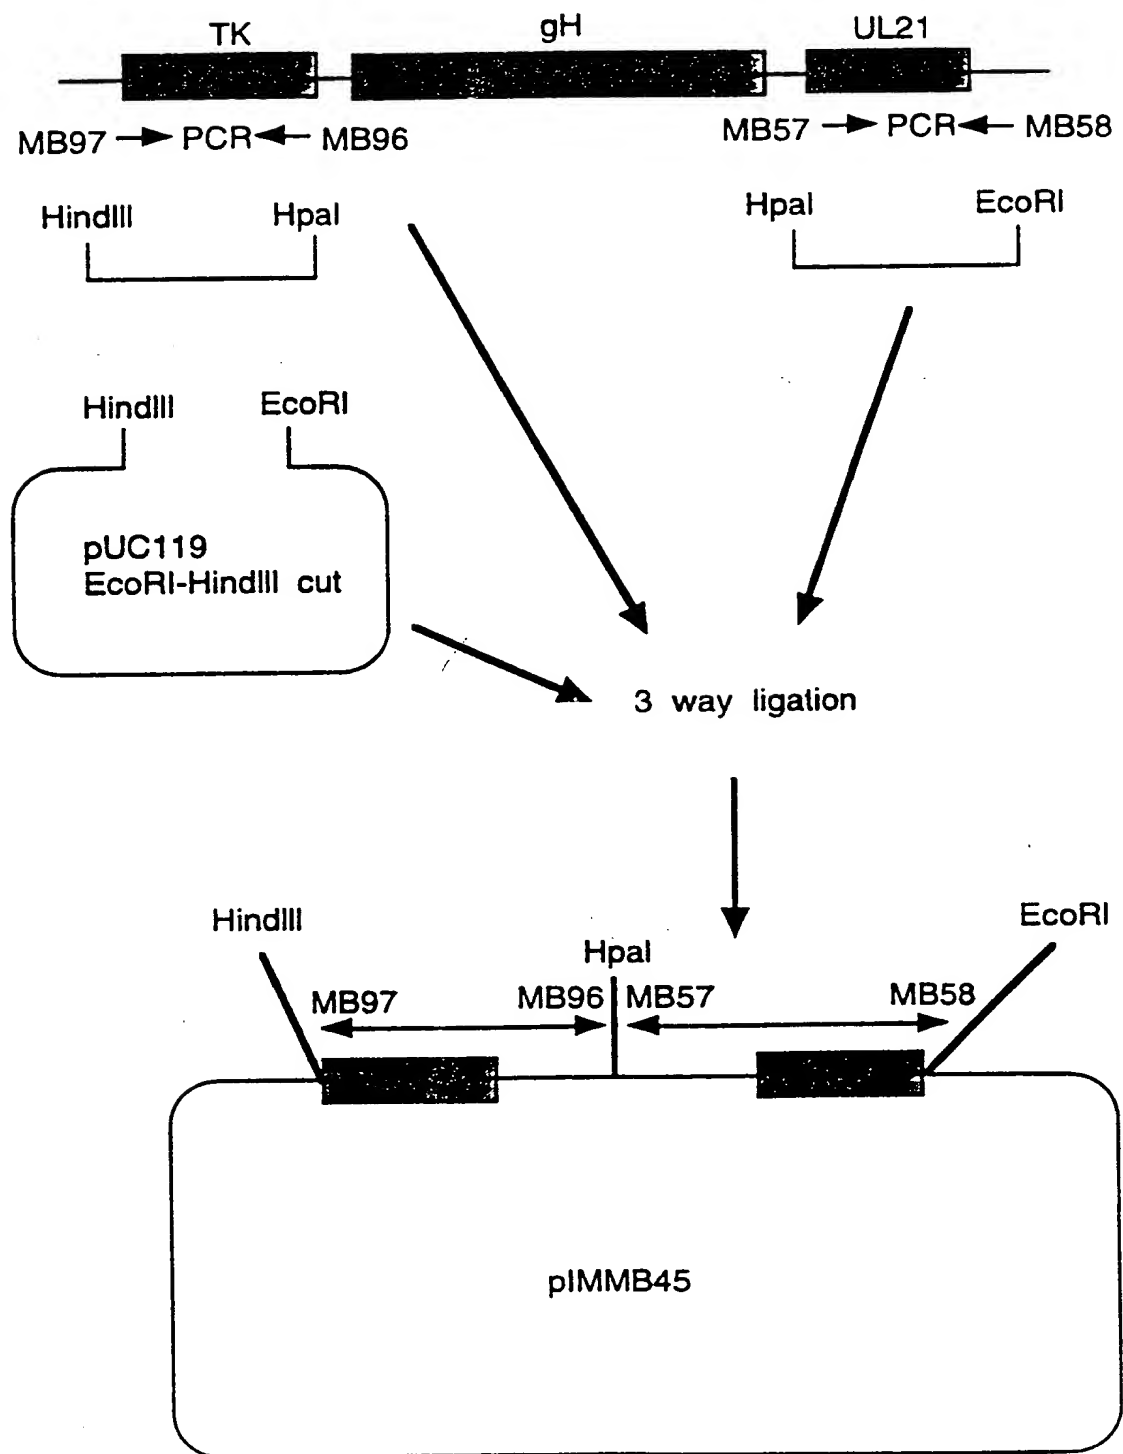 TK gH UL21
MB97 PCR MB96 MB57 PCR MB58
HindIII HpaI HpaI EcoRI
HindIII EcoRI
pUC119
EcoRI-HindIII cut
3 way ligation
HindIII EcoRI
HpaI
MB97 MB96 MB57 MB58
pIMMB45